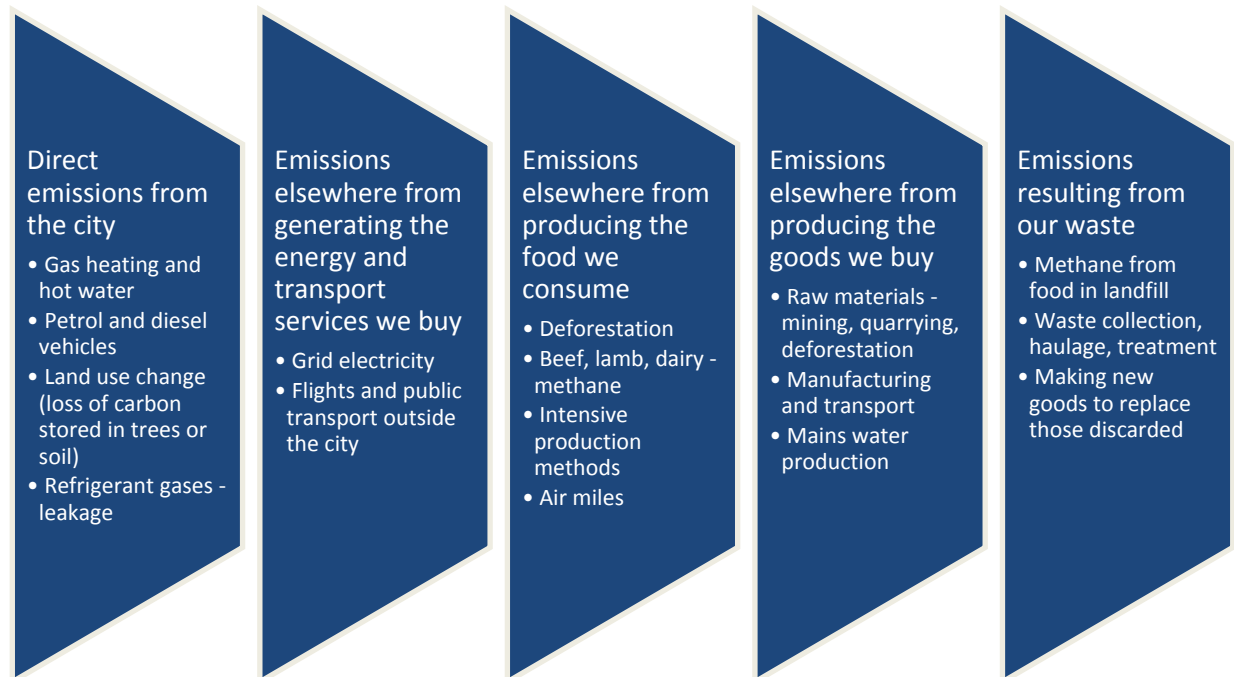 Direct
emissions from
the city
• Gas heating and
hot water
• Petrol and diesel
vehicles
• Land use change
(loss of carbon
stored in trees or
soil)
• Refrigerant gases -
leakage
Emissions
elsewhere from
generating the
energy and
transport
services we buy
• Grid electricity
• Flights and public
transport outside
the city
Emissions
elsewhere from
producing the
food we
consume
• Deforestation
• Beef, lamb, dairy -
methane
• Intensive
production
methods
• Air miles
Emissions
elsewhere from
producing the
goods we buy
• Raw materials -
mining, quarrying,
deforestation
• Manufacturing
and transport
• Mains water
production
Emissions
resulting from
our waste
• Methane from
food in landfill
• Waste collection,
haulage, treatment
• Making new
goods to replace
those discarded